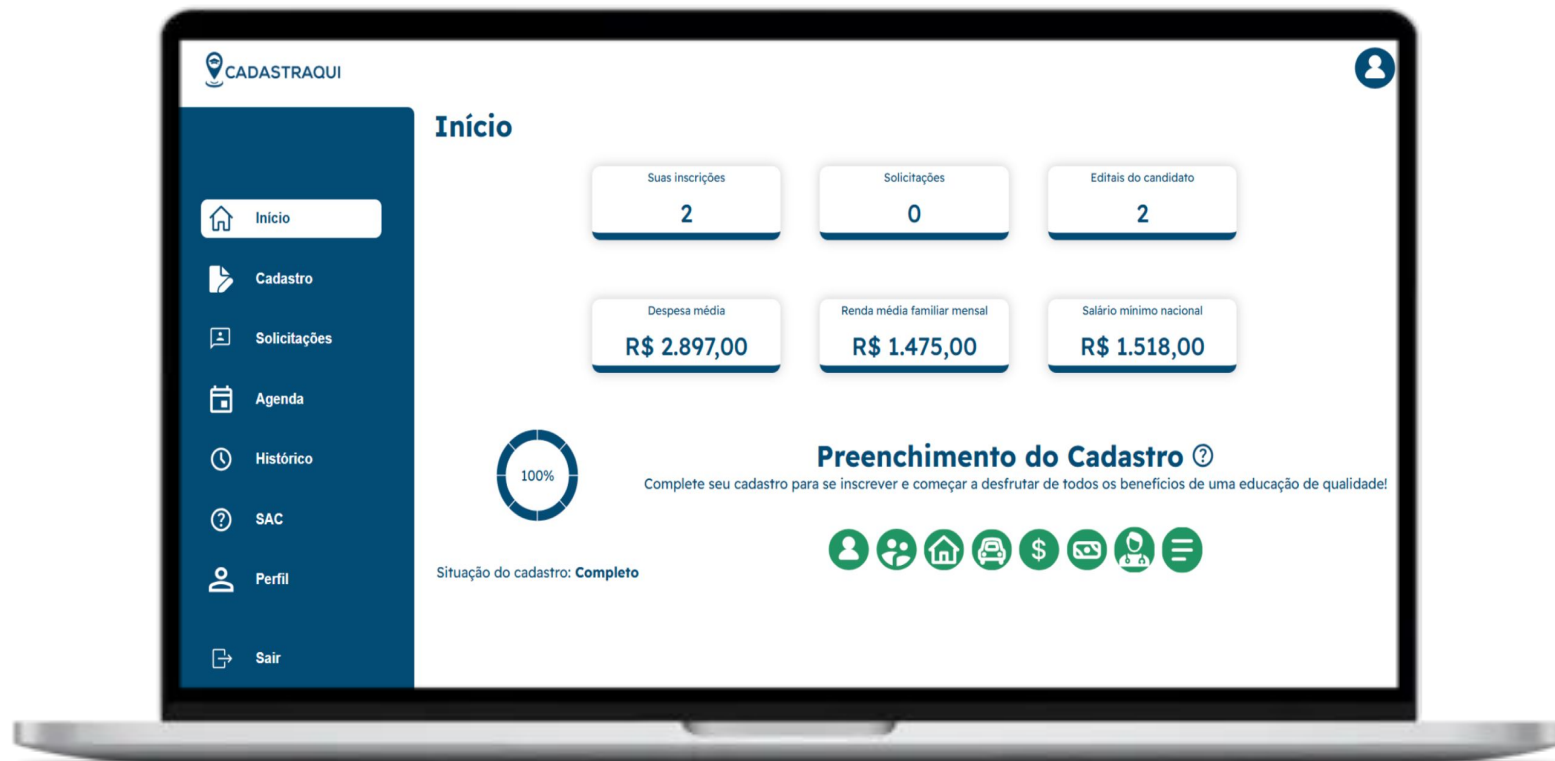 CADASTRAQUI
Início
Início
Cadastro
Solicitações
Agenda
Histórico
SAC
Perfil
Sair
Suas inscrições
2
Solicitações
0
Editais do candidato
2
Despesa média
R$ 2.897,00
Renda média familiar mensal
R$ 1.475,00
Salário mínimo nacional
R$ 1.518,00
100%
Situação do cadastro: Completo
Preenchimento do Cadastro ?
Complete seu cadastro para se inscrever e começar a desfrutar de todos os benefícios de uma educação de qualidade!
$